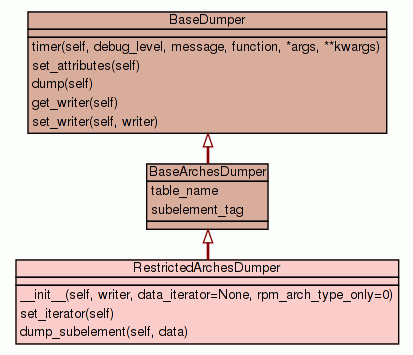 BaseDumper
timer(self, debug_level, message, function, *args, **kwargs)
set_attributes(self)
dump(self)
get_writer(self)
set_writer(self, writer)
BaseArchesDumper
table_name
subelement_tag
RestrictedArchesDumper
__init__(self, writer, data_iterator=None, rpm_arch_type_only=0)
set_iterator(self)
dump_subelement(self, data)